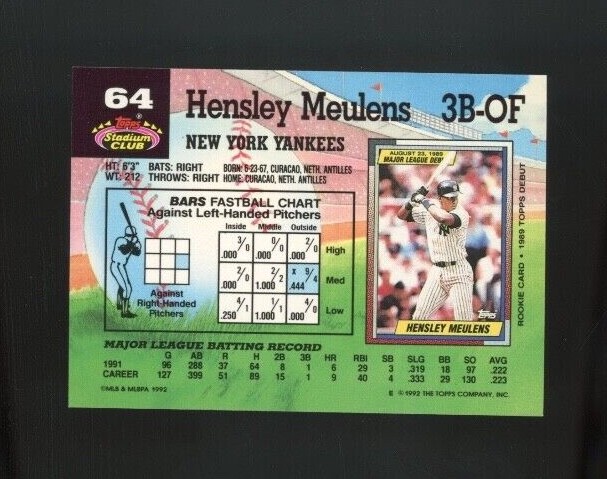 64
Hensley Meulens 3B-OF
Topps
Stadium
CLUB
®
NEW YORK YANKEES
HT: 6'3" BATS: RIGHT BORN: 6-23-67, CURACAO, NETH. ANTILLES
WT: 212 THROWS: RIGHT HOME: CURACAO, NETH. ANTILLES
BARS FASTBALL CHART
Against Left-Handed Pitchers
Inside Middle Outside
3/0 0/0 2/0 High
.000 .000 .000
2/0 2/2 x 9/4 Med
.000 1.000 .444
4/1 1/1 4/0 Low
.250 1.000 .000
Against
Right-Handed
Pitchers
AUGUST 23, 1989
MAJOR LEAGUE DEBUT
Topps
HENSLEY MEULENS
ROOKIE CARD • 1989 TOPPS DEBUT
MAJOR LEAGUE BATTING RECORD
G AB R H 2B 3B HR RBI SB SLG BB SO AVG
1991 96 288 37 64 8 1 6 29 3 .319 18 97 .222
CAREER 127 399 51 89 15 1 9 40 4 .333 29 130 .223
©MLB & MLBPA 1992 E ©1992 THE TOPPS COMPANY, INC.